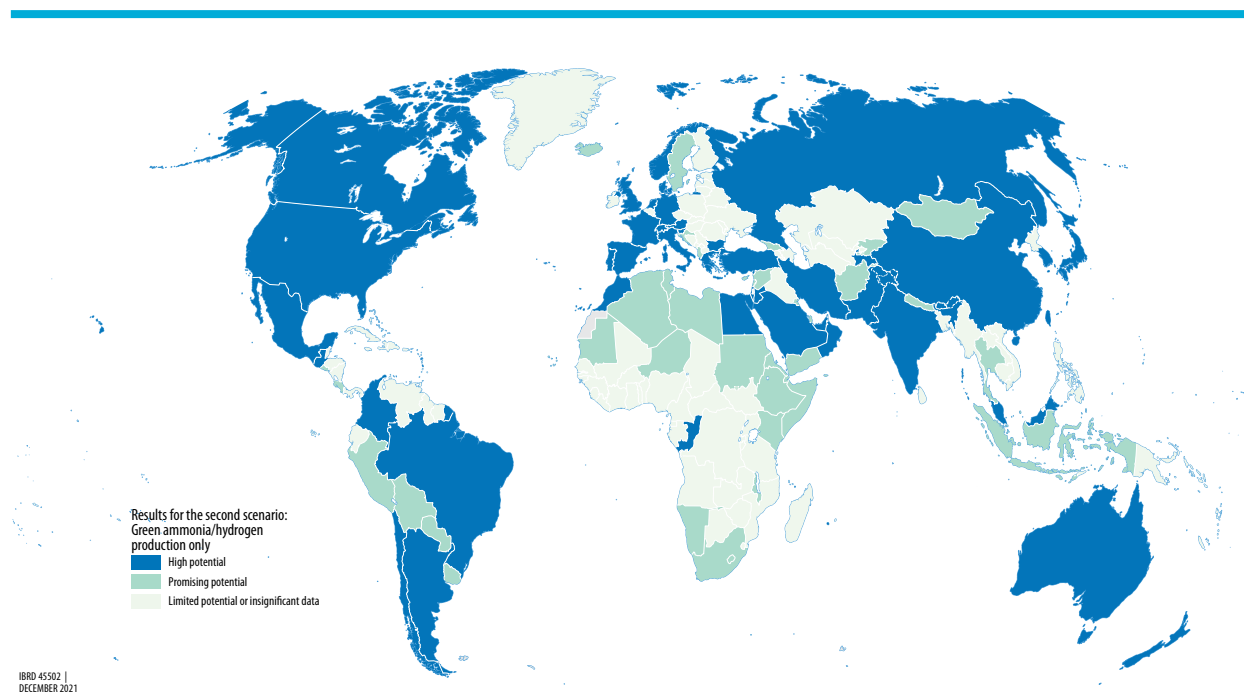 Results for the second scenario:
Green ammonia/hydrogen
production only
High potential
Promising potential
Limited potential or insignificant data
IBRD 45502 |
DECEMBER 2021